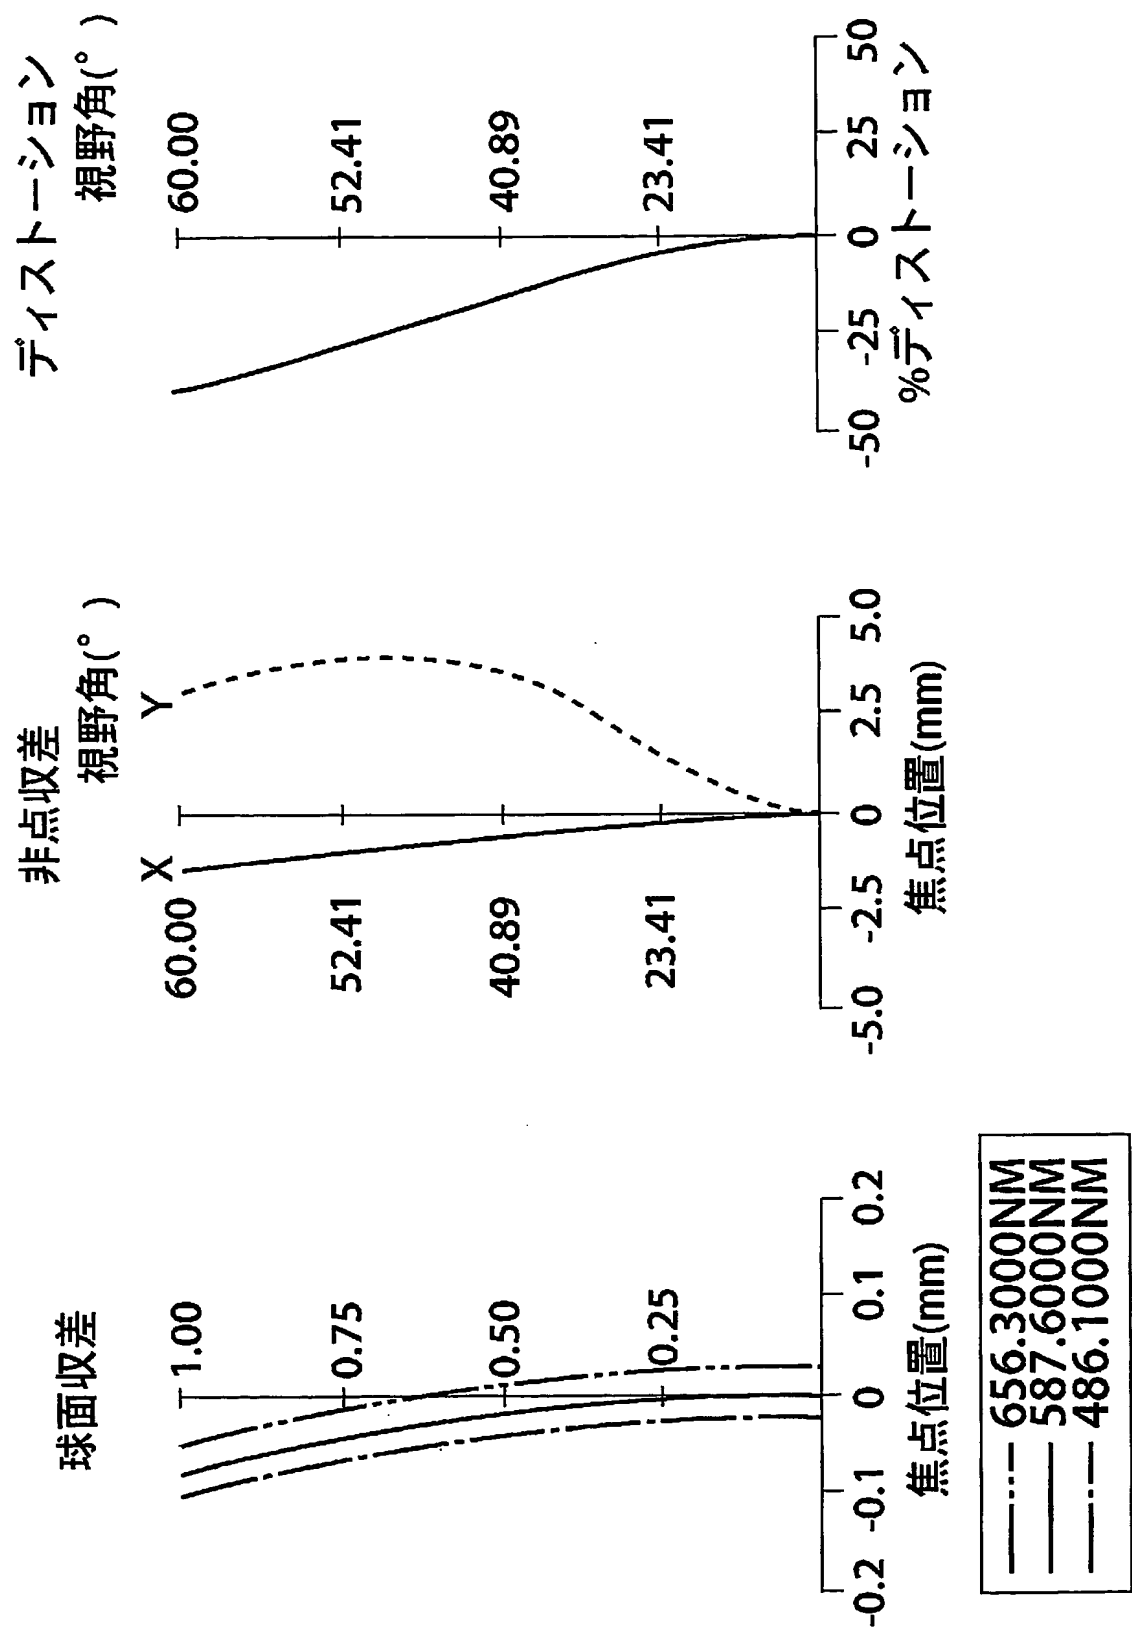 球面収差
1.00
0.75
0.50
0.25
-0.2 -0.1 0 0.1 0.2
焦点位置(mm)
656.3000NM
587.6000NM
486.1000NM
非点収差
視野角(° )
X Y
60.00
52.41
40.89
23.41
-5.0 -2.5 0 2.5 5.0
焦点位置(mm)
ディストーション
視野角(° )
60.00
52.41
40.89
23.41
-50 -25 0 25 50
%ディストーション